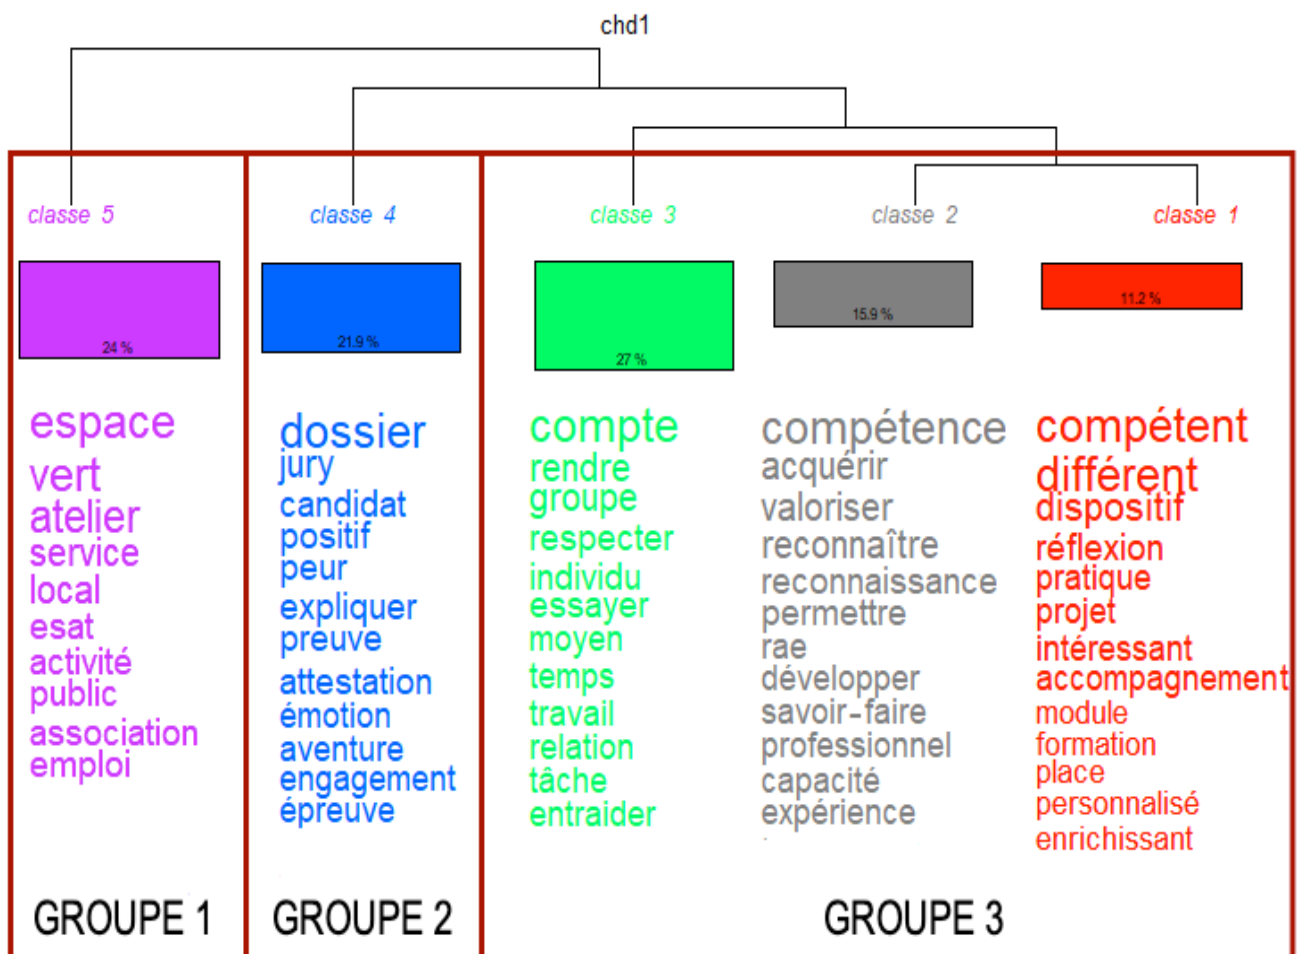 chd1
classe 5
24 %
espace
vert
atelier
service
local
esat
activité
public
association
emploi
GROUPE 1
classe 4
21.9 %
dossier
jury
candidat
positif
peur
expliquer
preuve
attestation
émotion
aventure
engagement
épreuve
GROUPE 2
classe 3
27 %
compte
rendre
groupe
respecter
individu
essayer
moyen
temps
travail
relation
tâche
entraider
classe 2
15.9 %
compétence
acquérir
valoriser
reconnaître
reconnaissance
permettre
rae
développer
savoir-faire
professionnel
capacité
expérience
classe 1
11.2 %
compétent
différent
dispositif
réflexion
pratique
projet
intéressant
accompagnement
module
formation
place
personnalisé
enrichissant
GROUPE 3